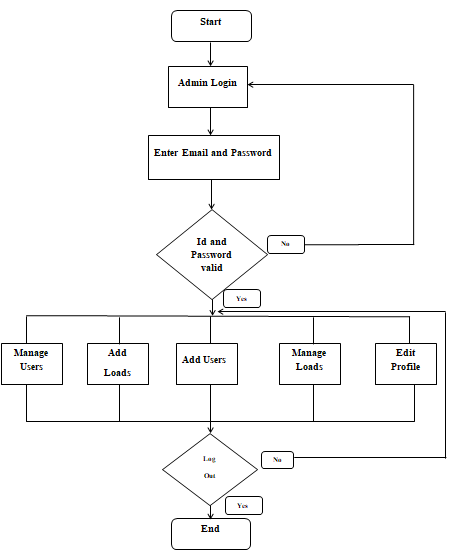 Start
Admin Login
Enter Email and Password
Id and
Password
valid
No
Yes
Manage
Users
Add
Loads
Add Users
Manage
Loads
Edit
Profile
Log
Out
No
Yes
End